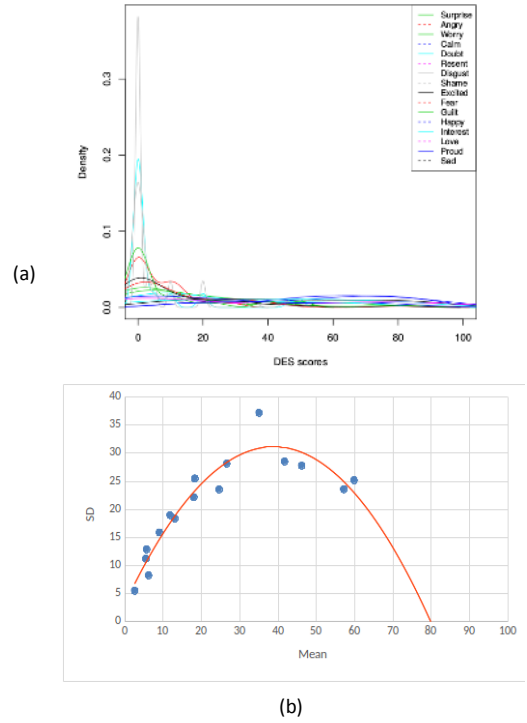 Surprise
Angry
Worry
Calm
Doubt
Resent
Disgust
Shame
Excited
Fear
Guilt
Happy
Interest
Love
Proud
Sad
0.3
0.2
0.1
0.0
Density
0 20 40 60 80 100
DES scores
(a)
40
35
30
25
20
15
10
5
0
SD
0 10 20 30 40 50 60 70 80 90 100
Mean
(b)